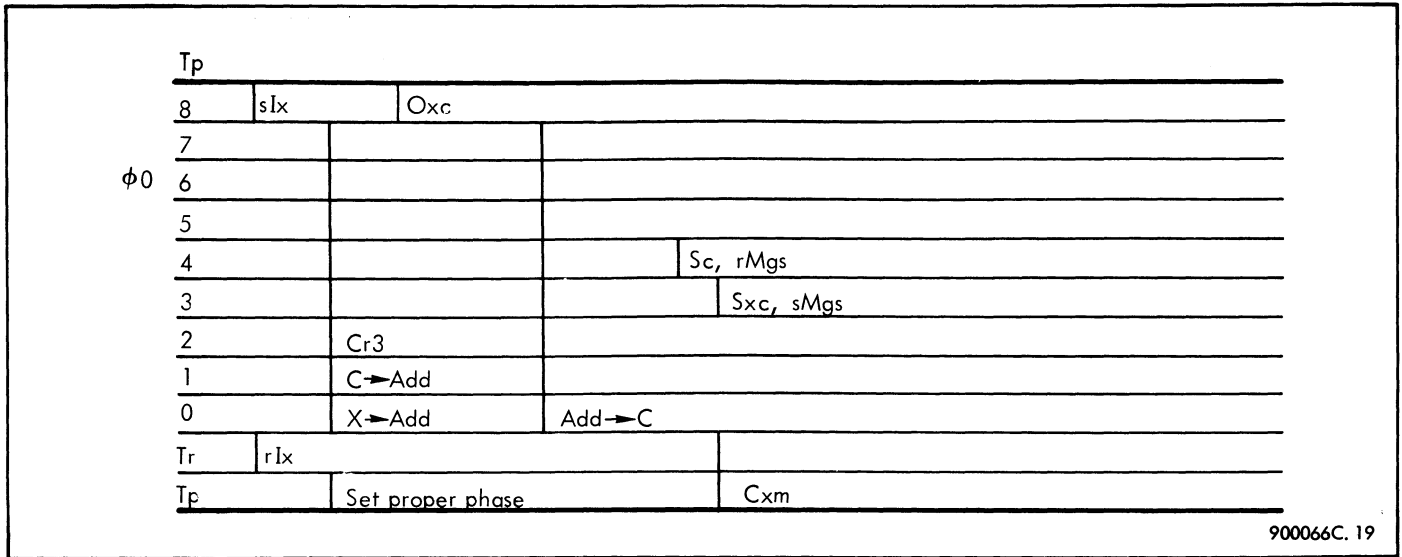 Tp
8 sIx Oxc
7
ϕ0 6
5
4 Sc, rMgs
3 Sxc, sMgs
2 Cr3
1 C→Add
0 X→Add Add→C
Tr rIx
Tp Set proper phase Cxm
900066C. 19